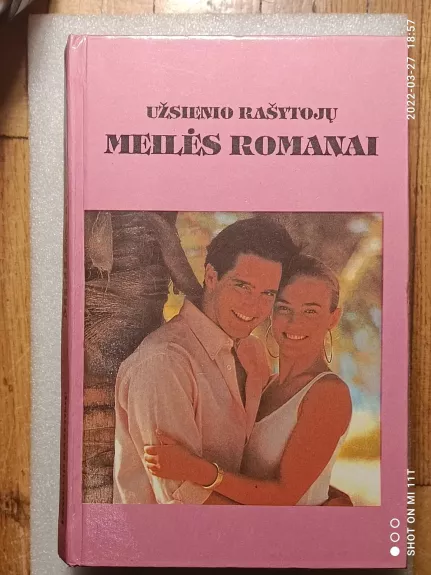 UŽSIENIO RAŠYTOJŲ
MEILĖS ROMANAI
2022-03-27 18:57
SHOT ON MI 11T